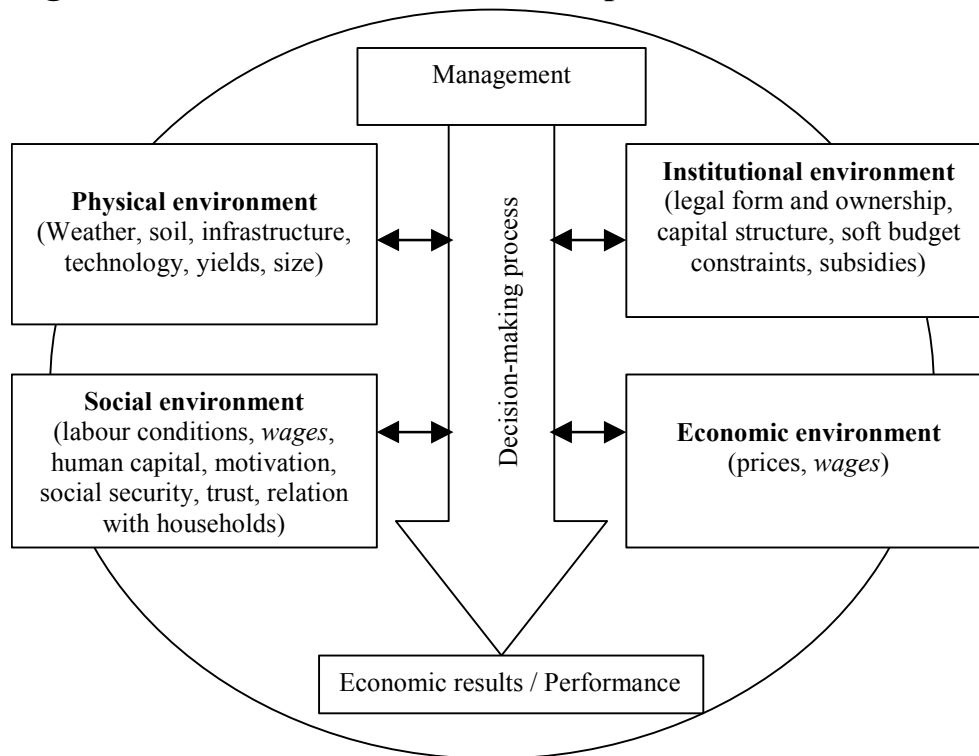 Management
Physical environment
(Weather, soil, infrastructure,
technology, yields, size)
Institutional environment
(legal form and ownership,
capital structure, soft budget
constraints, subsidies)
Decision-making process
Social environment
(labour conditions, wages,
human capital, motivation,
social security, trust, relation
with households)
Economic environment
(prices, wages)
Economic results / Performance